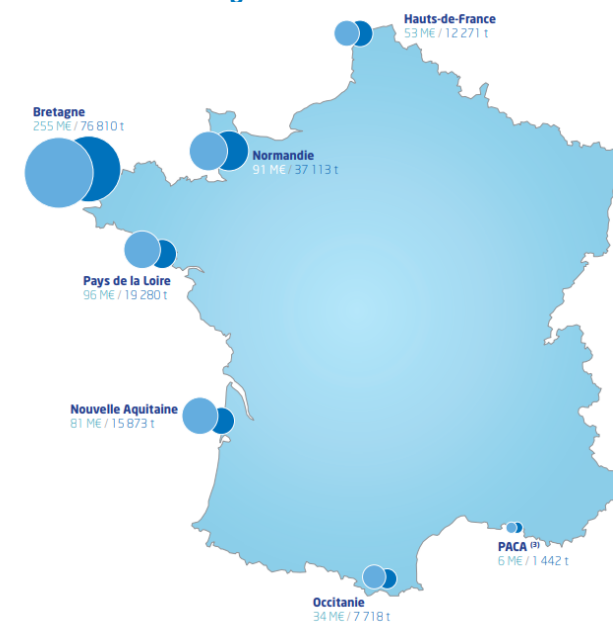 Hauts-de-France
53 M€ / 12 271 t
Bretagne
255 M€ / 76 810 t
Normandie
91 M€ / 37 113 t
Pays de la Loire
96 M€ / 19 280 t
Nouvelle Aquitaine
81 M€ / 15 873 t
PACA (3)
6 M€ / 1 442 t
Occitanie
34 M€ / 7 718 t